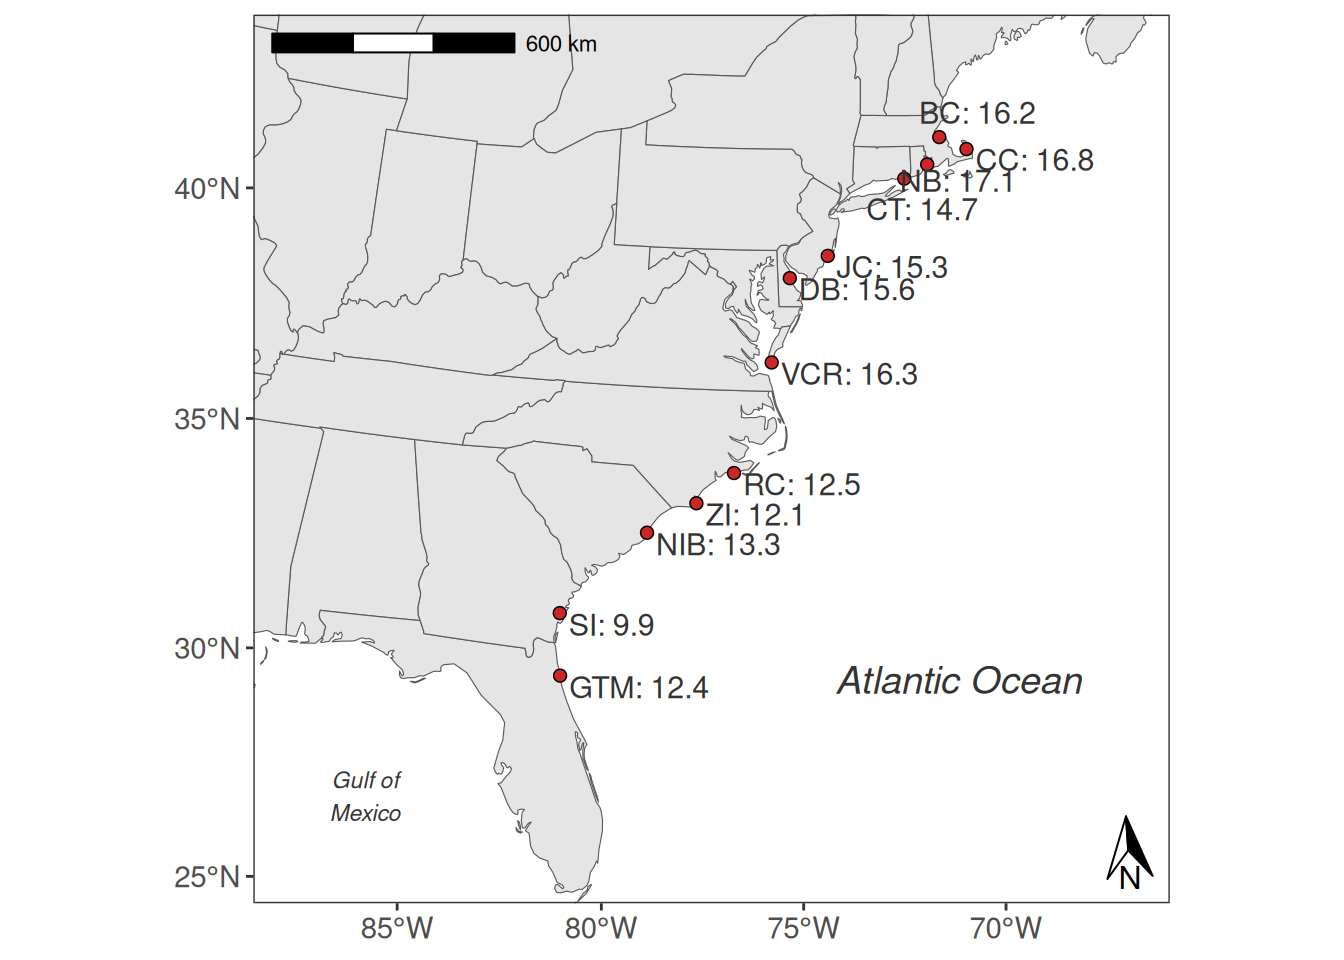 600 km
BC: 16.2
CC: 16.8
NB: 17.1
CT: 14.7
JC: 15.3
DB: 15.6
VCR: 16.3
RC: 12.5
ZI: 12.1
NIB: 13.3
SI: 9.9
GTM: 12.4
Atlantic Ocean
Gulf of
Mexico
N
40°N
35°N
30°N
25°N
85°W
80°W
75°W
70°W